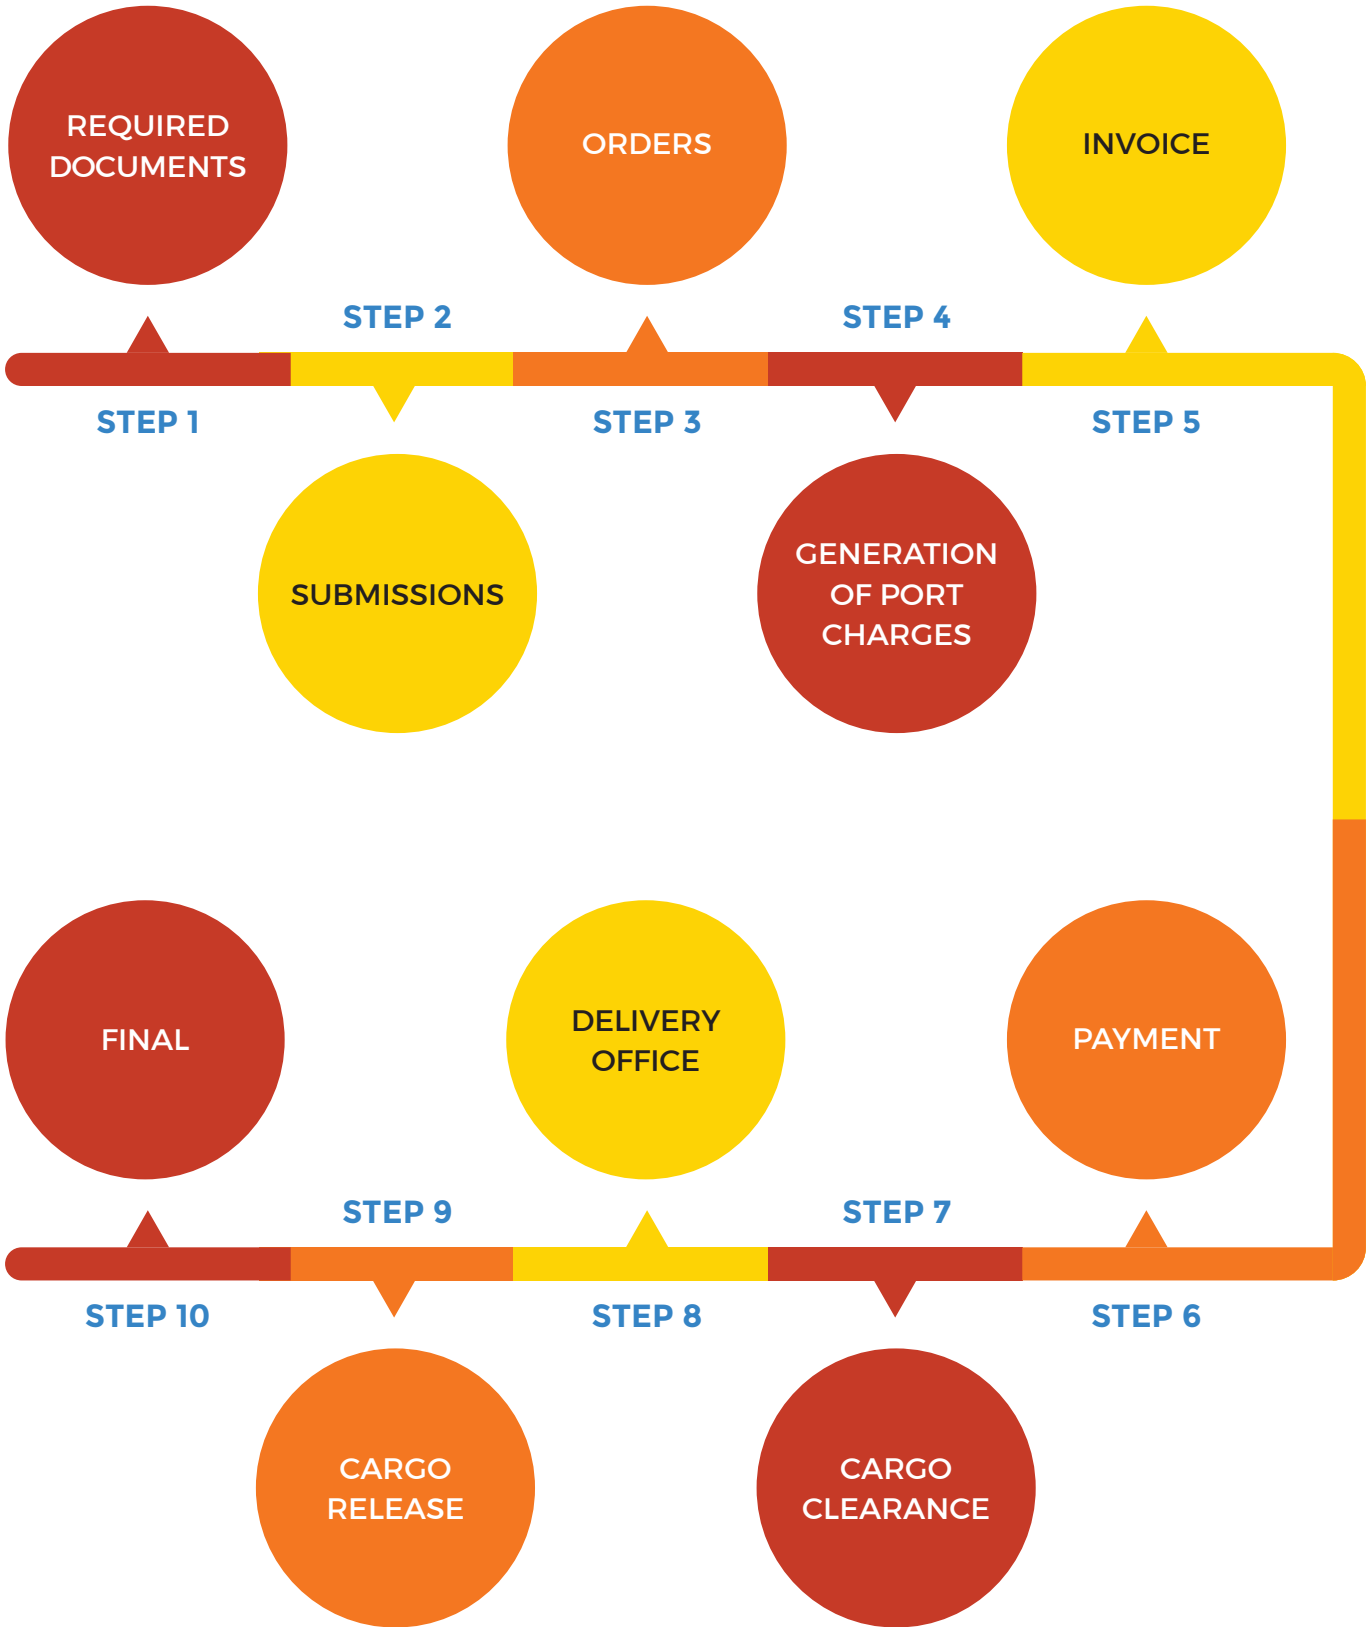 REQUIRED
DOCUMENTS
ORDERS
INVOICE
STEP 2
STEP 4
STEP 1
STEP 3
STEP 5
SUBMISSIONS
GENERATION
OF PORT
CHARGES
FINAL
DELIVERY
OFFICE
PAYMENT
STEP 9
STEP 7
STEP 10
STEP 8
STEP 6
CARGO
RELEASE
CARGO
CLEARANCE